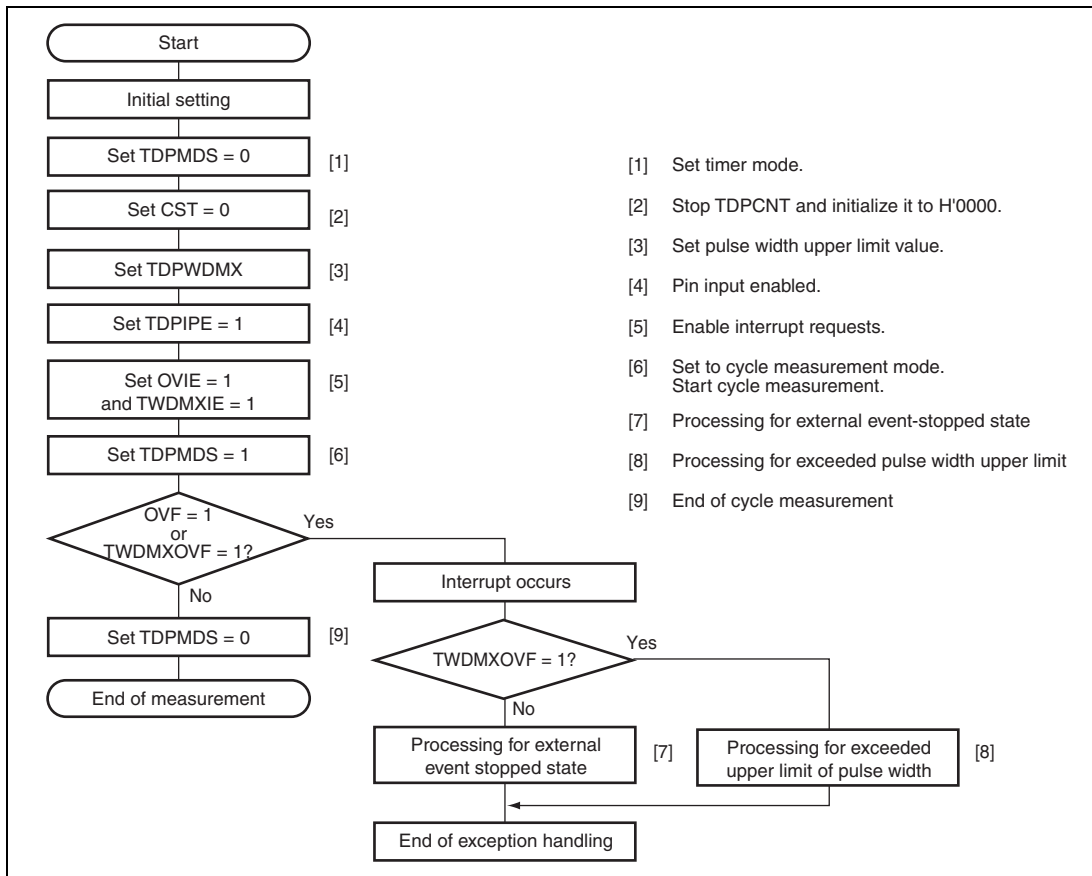 Start
Initial setting
Set TDPMDS = 0
[1]
Set CST = 0
[2]
Set TDPWDMX
[3]
Set TDPIPE = 1
[4]
Set OVIE = 1
and TWDMXIE = 1
[5]
Set TDPMDS = 1
[6]
OVF = 1
or
TWDMXOVF = 1?
Yes
No
Set TDPMDS = 0
[9]
End of measurement
Interrupt occurs
TWDMXOVF = 1?
Yes
No
Processing for external
event stopped state
[7]
Processing for exceeded
upper limit of pulse width
[8]
End of exception handling
[1] Set timer mode.
[2] Stop TDPCNT and initialize it to H'0000.
[3] Set pulse width upper limit value.
[4] Pin input enabled.
[5] Enable interrupt requests.
[6] Set to cycle measurement mode.
Start cycle measurement.
[7] Processing for external event-stopped state
[8] Processing for exceeded pulse width upper limit
[9] End of cycle measurement